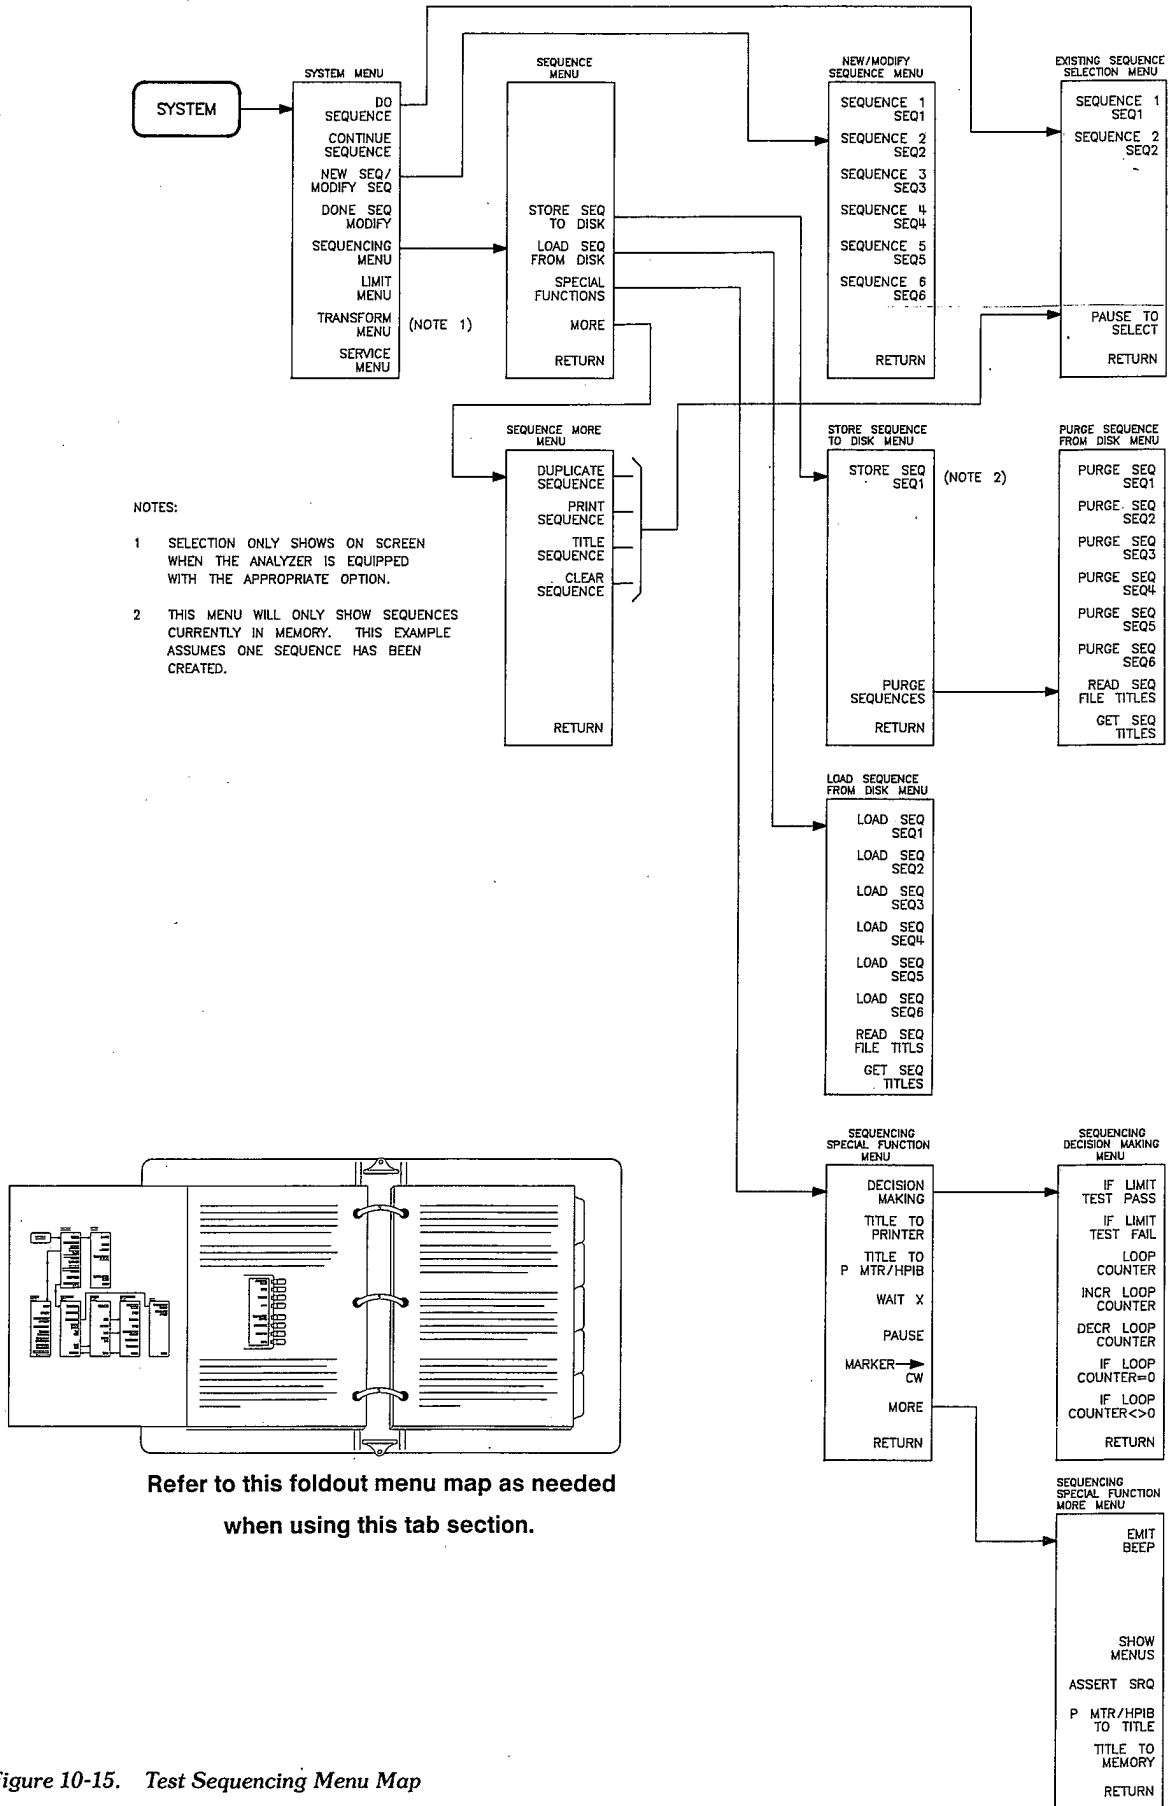 SYSTEM
SYSTEM MENU
DO
SEQUENCE
CONTINUE
SEQUENCE
NEW SEQ/
MODIFY SEQ
DONE SEQ
MODIFY
SEQUENCING
MENU
LIMIT
MENU
TRANSFORM
MENU
(NOTE 1)
SERVICE
MENU
SEQUENCE
MENU
STORE SEQ
TO DISK
LOAD SEQ
FROM DISK
SPECIAL
FUNCTIONS
MORE
RETURN
NEW/MODIFY
SEQUENCE MENU
SEQUENCE 1
SEQ1
SEQUENCE 2
SEQ2
SEQUENCE 3
SEQ3
SEQUENCE 4
SEQ4
SEQUENCE 5
SEQ5
SEQUENCE 6
SEQ6
RETURN
EXISTING SEQUENCE
SELECTION MENU
SEQUENCE 1
SEQ1
SEQUENCE 2
SEQ2
PAUSE TO
SELECT
RETURN
SEQUENCE MORE
MENU
DUPLICATE
SEQUENCE
PRINT
SEQUENCE
TITLE
SEQUENCE
CLEAR
SEQUENCE
RETURN
STORE SEQUENCE
TO DISK MENU
STORE SEQ
SEQ1
(NOTE 2)
PURGE
SEQUENCES
RETURN
PURGE SEQUENCE
FROM DISK MENU
PURGE SEQ
SEQ1
PURGE SEQ
SEQ2
PURGE SEQ
SEQ3
PURGE SEQ
SEQ4
PURGE SEQ
SEQ5
PURGE SEQ
SEQ6
READ SEQ
FILE TITLES
GET SEQ
TITLES
NOTES:
1 SELECTION ONLY SHOWS ON SCREEN
WHEN THE ANALYZER IS EQUIPPED
WITH THE APPROPRIATE OPTION.
2 THIS MENU WILL ONLY SHOW SEQUENCES
CURRENTLY IN MEMORY. THIS EXAMPLE
ASSUMES ONE SEQUENCE HAS BEEN
CREATED.
LOAD SEQUENCE
FROM DISK MENU
LOAD SEQ
SEQ1
LOAD SEQ
SEQ2
LOAD SEQ
SEQ3
LOAD SEQ
SEQ4
LOAD SEQ
SEQ5
LOAD SEQ
SEQ6
READ SEQ
FILE TITLS
GET SEQ
TITLES
SEQUENCING
SPECIAL FUNCTION
MENU
DECISION
MAKING
TITLE TO
PRINTER
TITLE TO
P MTR/HPIB
WAIT X
PAUSE
MARKER→
CW
MORE
RETURN
SEQUENCING
DECISION MAKING
MENU
IF LIMIT
TEST PASS
IF LIMIT
TEST FAIL
LOOP
COUNTER
INCR LOOP
COUNTER
DECR LOOP
COUNTER
IF LOOP
COUNTER=0
IF LOOP
COUNTER<>0
RETURN
SEQUENCING
SPECIAL FUNCTION
MORE MENU
EMIT
BEEP
SHOW
MENUS
ASSERT SRQ
P MTR/HPIB
TO TITLE
TITLE TO
MEMORY
RETURN
Refer to this foldout menu map as needed
when using this tab section.
igure 10-15. Test Sequencing Menu Map